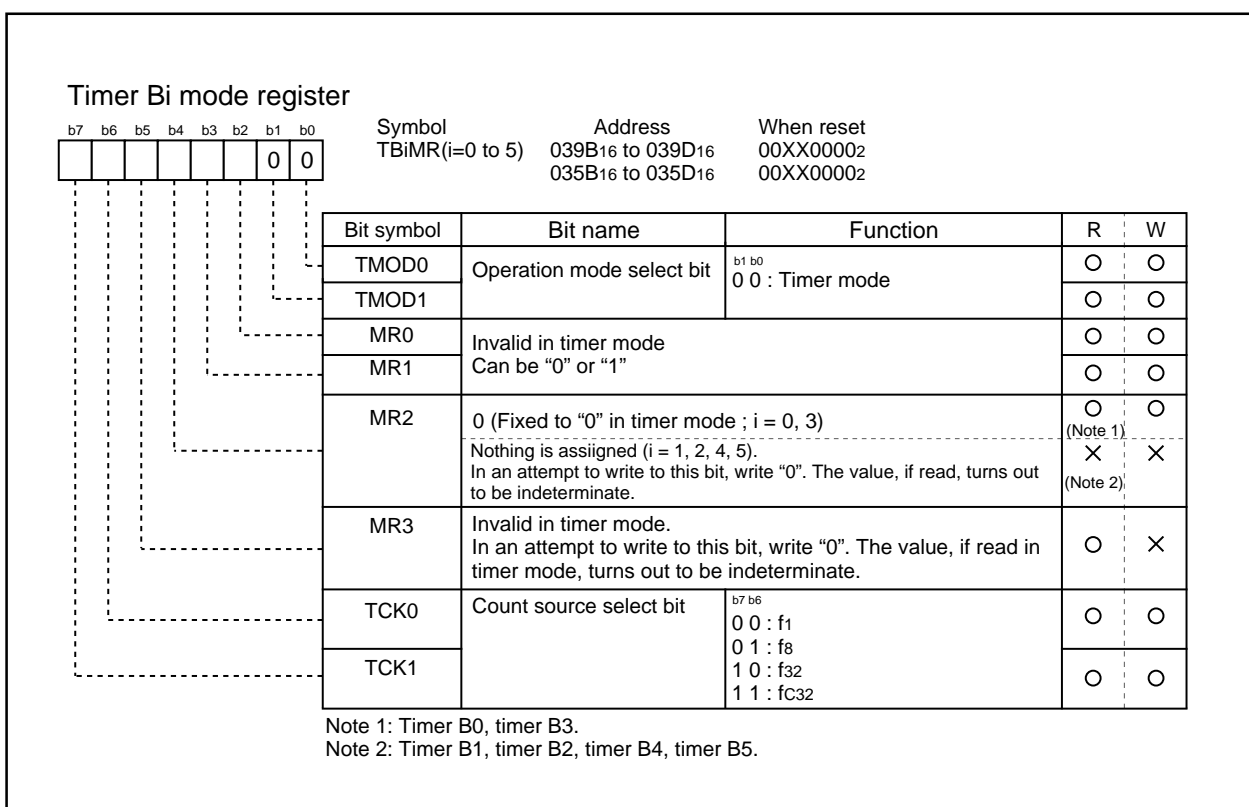 Timer Bi mode register
b7 b6 b5 b4 b3 b2 b1 b0
0 0
Symbol Address When reset
TBiMR(i=0 to 5) 039B16 to 039D16 00XX00002
035B16 to 035D16 00XX00002
Bit symbol Bit name Function R W
TMOD0 Operation mode select bit b1 b0
0 0 : Timer mode
TMOD1
MR0 Invalid in timer mode
MR1 Can be “0” or “1”
MR2 0 (Fixed to “0” in timer mode ; i = 0, 3)
(Note 1)
Nothing is assiigned (i = 1, 2, 4, 5).
In an attempt to write to this bit, write “0”. The value, if read, turns out
to be indeterminate.
(Note 2)
MR3 Invalid in timer mode.
In an attempt to write to this bit, write “0”. The value, if read in
timer mode, turns out to be indeterminate.
TCK0 Count source select bit b7 b6
0 0 : f1
0 1 : f8
TCK1 1 0 : f32
1 1 : fC32
Note 1: Timer B0, timer B3.
Note 2: Timer B1, timer B2, timer B4, timer B5.